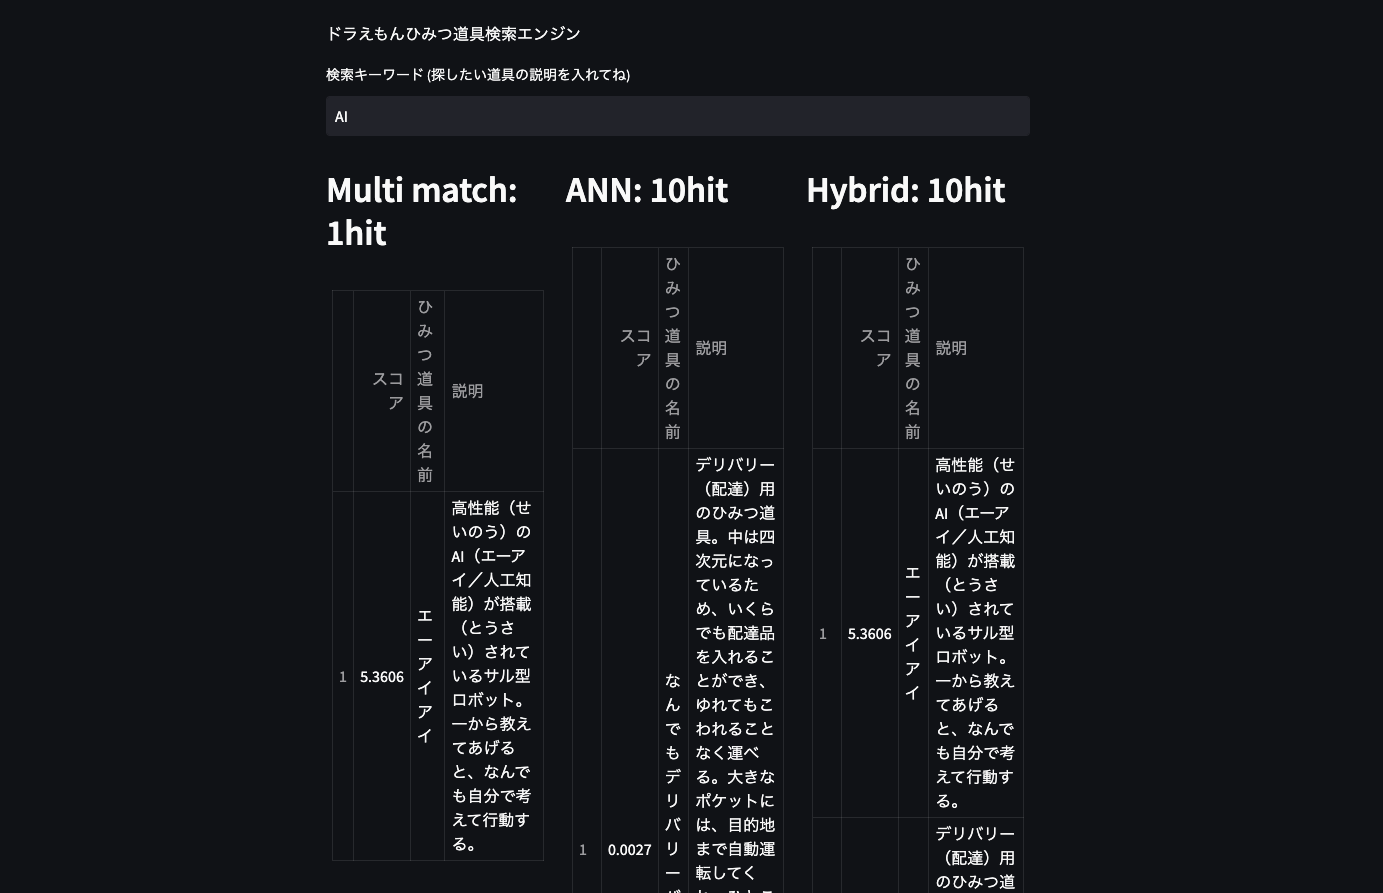 ドラえもんひみつ道具検索エンジン
検索キーワード (探したい道具の説明を入れてね)
AI
Multi match:
1hit
スコ
ア
ひ
み
つ
道
具
の
名
前
説明
1
5.3606
エ
ー
ア
イ
ア
イ
高性能（せ
いのう）の
AI（エーア
イ／人工知
能）が搭載
（とうさ
い）されて
いるサル型
ロボット。
一から教え
てあげる
と、なんで
も自分で考
えて行動す
る。
ANN: 10hit
スコ
ア
ひ
み
つ
道
具
の
名
前
説明
1
0.0027
な
ん
で
も
デ
リ
バ
リ
ー
デリバリー
（配達）用
のひみつ道
具。中は四
次元になっ
ているた
め、いくら
でも配達品
を入れるこ
とができ、
ゆれてもこ
われること
なく運べ
る。大きな
ポケットに
は、目的地
まで自動運
転してく
Hybrid: 10hit
スコ
ア
ひ
み
つ
道
具
の
名
前
説明
1
5.3606
エ
ー
ア
イ
ア
イ
高性能（せ
いのう）の
AI（エーア
イ／人工知
能）が搭載
（とうさ
い）されて
いるサル型
ロボット。
一から教え
てあげる
と、なんで
も自分で考
えて行動す
る。
デリバリー
（配達）用
のひみつ道